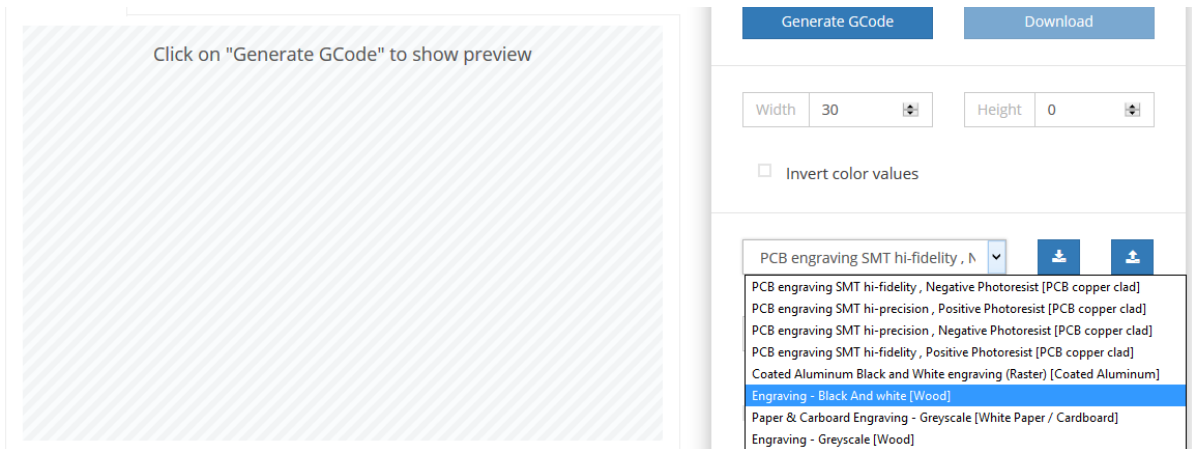 Click on "Generate GCode" to show preview
Generate GCode
Download
Width 30
Height 0
Invert color values
PCB engraving SMT hi-fidelity , N
PCB engraving SMT hi-fidelity , Negative Photoresist [PCB copper clad]
PCB engraving SMT hi-precision , Positive Photoresist [PCB copper clad]
PCB engraving SMT hi-precision , Negative Photoresist [PCB copper clad]
PCB engraving SMT hi-fidelity , Positive Photoresist [PCB copper clad]
Coated Aluminum Black and White engraving (Raster) [Coated Aluminum]
Engraving - Black And white [Wood]
Paper & Carboard Engraving - Greyscale [White Paper / Cardboard]
Engraving - Greyscale [Wood]